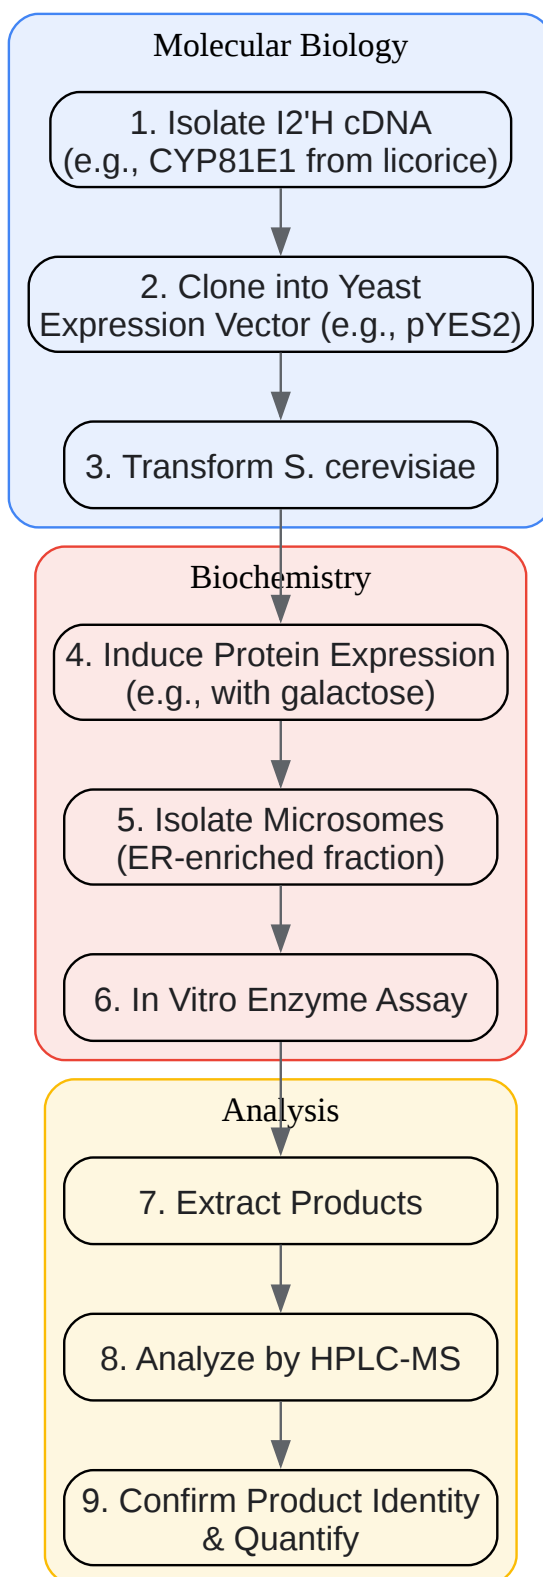 Molecular Biology
1. Isolate I2'H cDNA
(e.g., CYP81E1 from licorice)
2. Clone into Yeast
Expression Vector (e.g., pYES2)
3. Transform S. cerevisiae
Biochemistry
4. Induce Protein Expression
(e.g., with galactose)
5. Isolate Microsomes
(ER-enriched fraction)
6. In Vitro Enzyme Assay
Analysis
7. Extract Products
8. Analyze by HPLC-MS
9. Confirm Product Identity
& Quantify